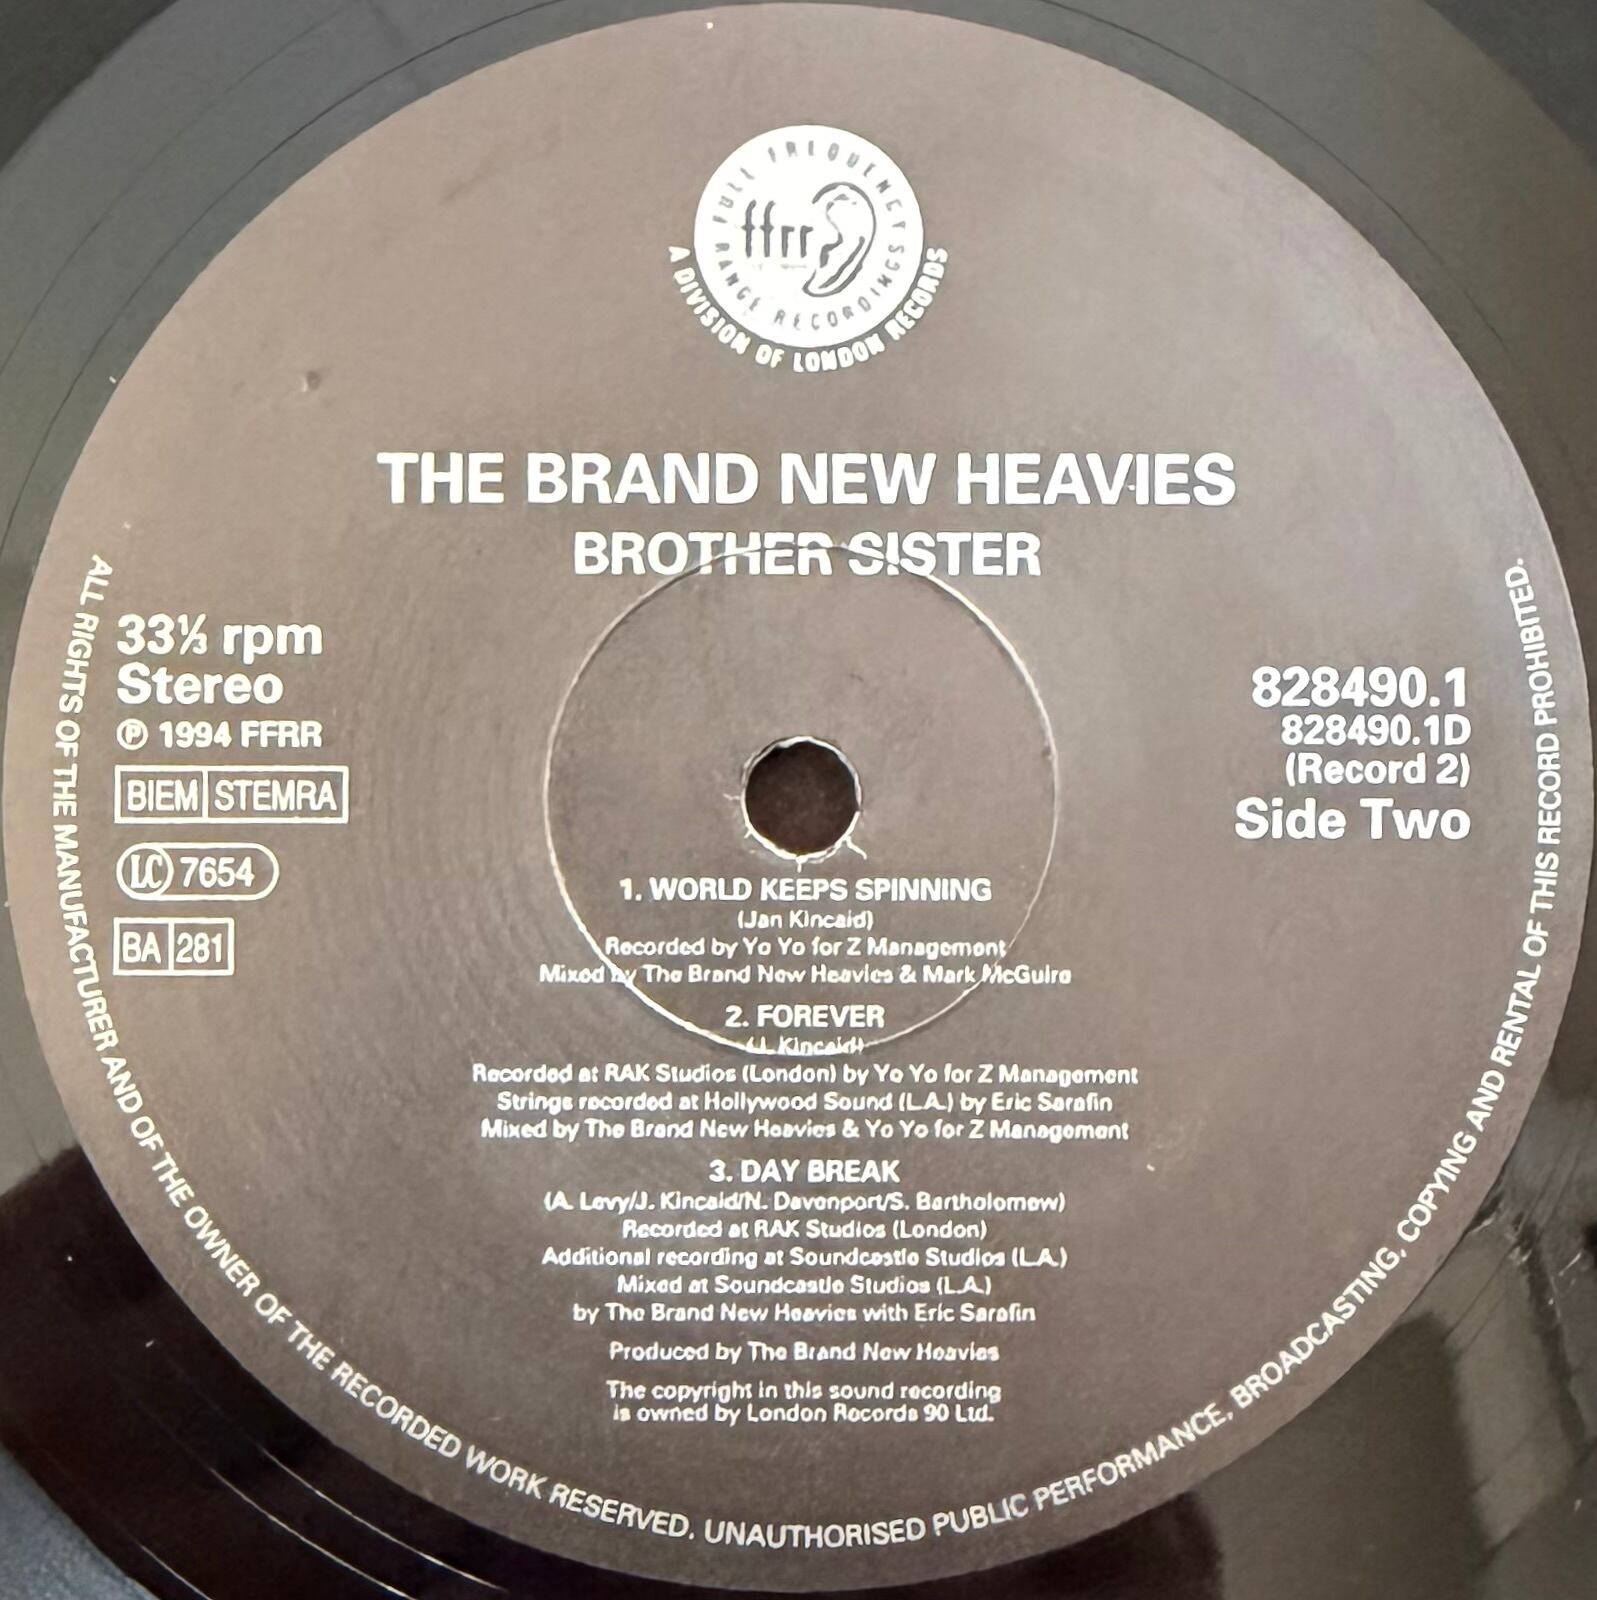 FULL FREQUENCY RANGE RECORDINGS
ffrr
A DIVISION OF LONDON RECORDS
THE BRAND NEW HEAVIES
BROTHER SISTER
33⅓ rpm
Stereo
℗ 1994 FFRR
BIEM STEMRA
LC 7654
BA 281
828490.1
828490.1D
(Record 2)
Side Two
1. WORLD KEEPS SPINNING
(Jan Kincaid)
Recorded by Yo Yo for Z Management
Mixed by The Brand New Heavies & Mark McGuire
2. FOREVER
(J. Kincaid)
Recorded at RAK Studios (London) by Yo Yo for Z Management
Strings recorded at Hollywood Sound (L.A.) by Eric Sarafin
Mixed by The Brand New Heavies & Yo Yo for Z Management
3. DAY BREAK
(A. Levy/J. Kincaid/N. Davenport/S. Bartholomew)
Recorded at RAK Studios (London)
Additional recording at Soundcastle Studios (L.A.)
Mixed at Soundcastle Studios (L.A.)
by The Brand New Heavies with Eric Sarafin
Produced by The Brand New Heavies
The copyright in this sound recording
is owned by London Records 90 Ltd.
ALL RIGHTS OF THE MANUFACTURER AND OF THE OWNER OF THE RECORDED WORK RESERVED. UNAUTHORISED PUBLIC PERFORMANCE, BROADCASTING, COPYING AND RENTAL OF THIS RECORD PROHIBITED.